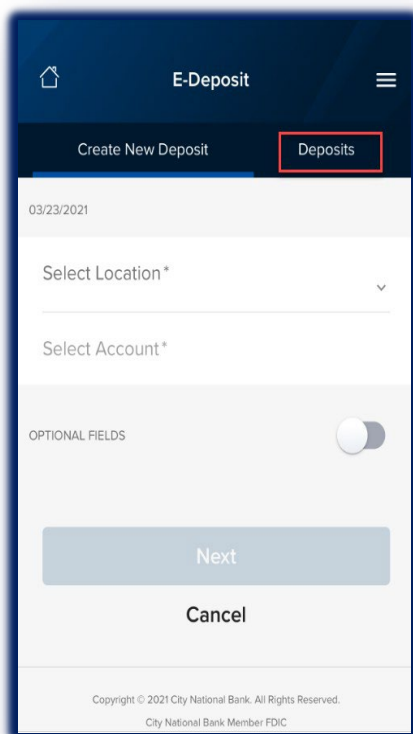 E-Deposit
Create New Deposit Deposits
03/23/2021
Select Location*
Select Account*
OPTIONAL FIELDS
Next
Cancel
Copyright © 2021 City National Bank. All Rights Reserved.
City National Bank Member FDIC